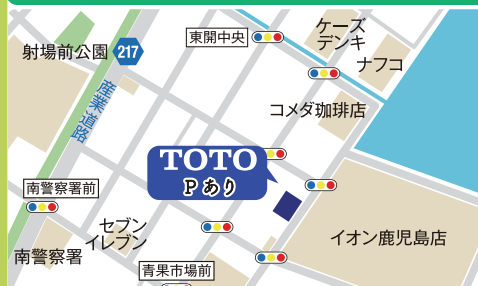 ケーズ
デンキ
東開中央
射場前公園
217
ナフコ
産業道路
コメダ珈琲店
TOTO
Pあり
南警察署前
セブン
イレブン
イオン鹿児島店
南警察署
青果市場前